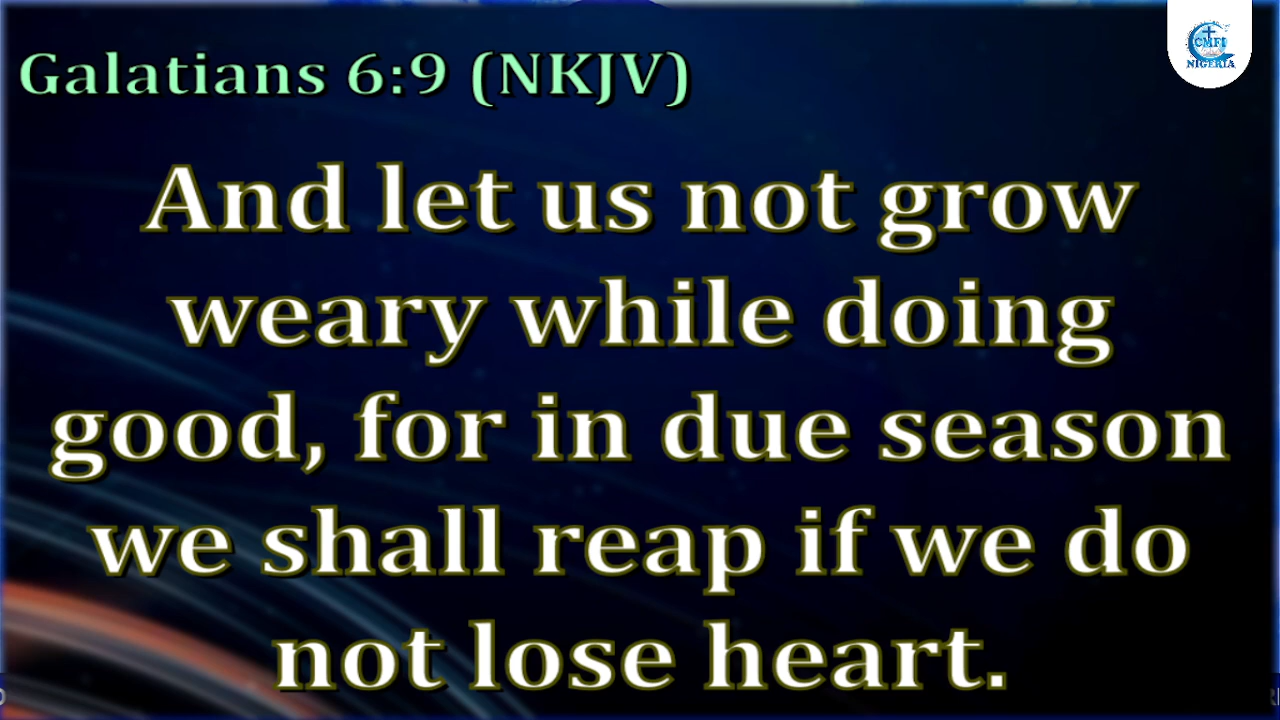 CMFI
NIGERIA
Galatians 6:9 (NKJV)
And let us not grow
weary while doing
good, for in due season
we shall reap if we do
not lose heart.